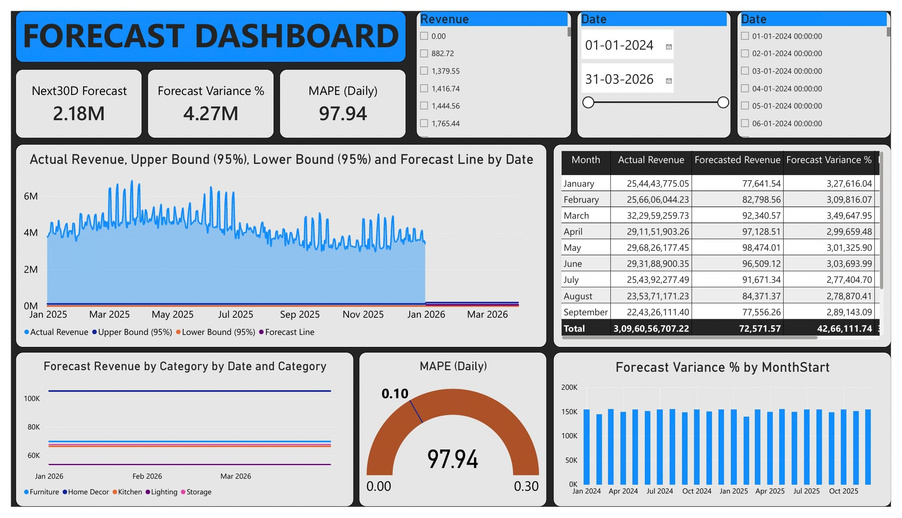 FORECAST DASHBOARD
Next30D Forecast
2.18M
Forecast Variance %
4.27M
MAPE (Daily)
97.94
Revenue
0.00
882.72
1,379.55
1,416.74
1,444.56
1,765.44
Date
01-01-2024
31-03-2026
Date
01-01-2024 00:00:00
02-01-2024 00:00:00
03-01-2024 00:00:00
04-01-2024 00:00:00
05-01-2024 00:00:00
06-01-2024 00:00:00
Actual Revenue, Upper Bound (95%), Lower Bound (95%) and Forecast Line by Date
6M
4M
2M
0M
Jan 2025 Mar 2025 May 2025 Jul 2025 Sep 2025 Nov 2025 Jan 2026 Mar 2026
Actual Revenue Upper Bound (95%) Lower Bound (95%) Forecast Line
Month Actual Revenue Forecasted Revenue Forecast Variance %
January 25,44,43,775.05 77,641.54 3,27,616.04
February 25,66,06,044.23 82,798.56 3,09,816.07
March 32,29,59,259.73 92,340.57 3,49,647.95
April 29,11,51,903.26 97,128.51 2,99,659.48
May 29,68,26,177.45 98,474.01 3,01,325.90
June 29,31,88,900.35 96,509.12 3,03,693.99
July 25,43,92,277.49 91,671.34 2,77,404.70
August 23,53,71,171.23 84,371.37 2,78,870.41
September 22,43,26,111.40 77,556.26 2,89,143.09
Total 3,09,60,56,707.22 72,571.57 42,66,111.74
Forecast Revenue by Category by Date and Category
100K
80K
60K
Jan 2026 Feb 2026 Mar 2026
Furniture Home Decor Kitchen Lighting Storage
MAPE (Daily)
0.10
97.94
0.00 0.30
Forecast Variance % by MonthStart
200K
150K
100K
50K
0K
Jan 2024 Apr 2024 Jul 2024 Oct 2024 Jan 2025 Apr 2025 Jul 2025 Oct 2025